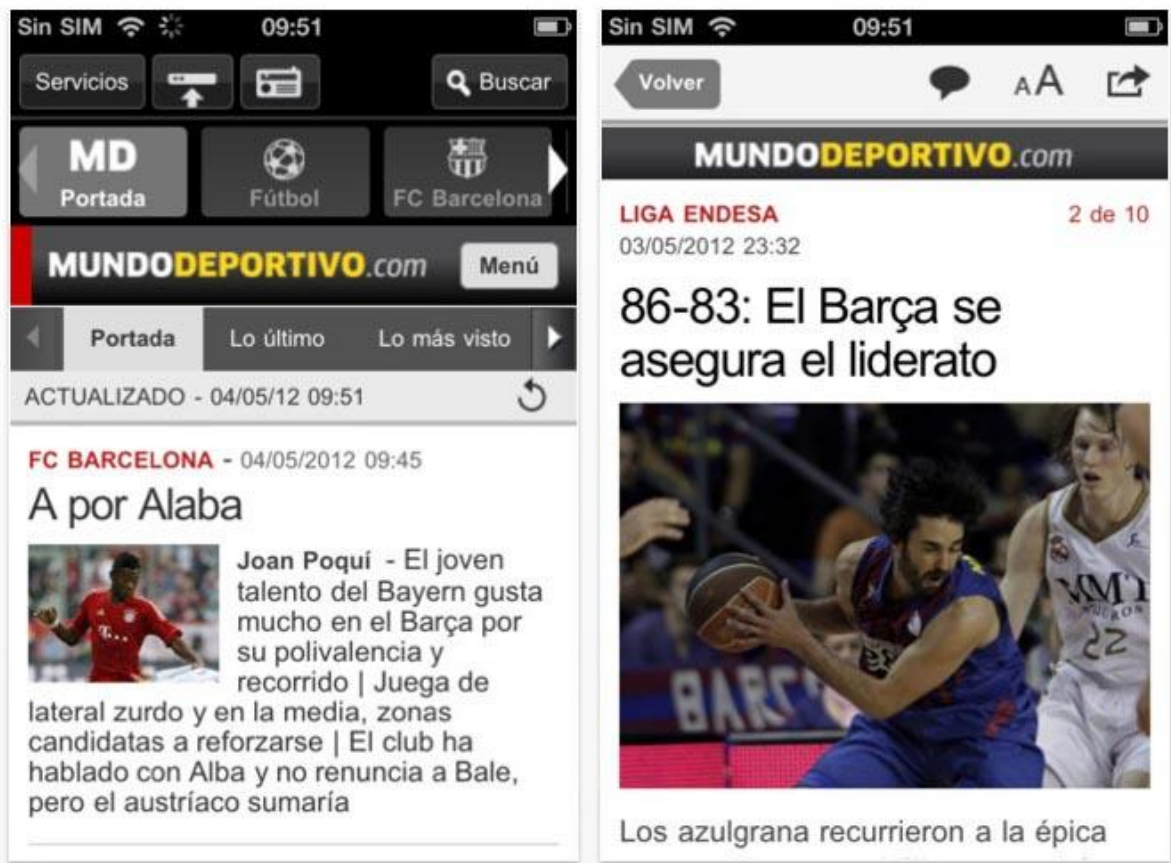 Sin SIM 09:51
Servicios Buscar
MD
Portada Fútbol FC Barcelona
MUNDODEPORTIVO.com Menú
Portada Lo último Lo más visto
ACTUALIZADO - 04/05/12 09:51
FC BARCELONA - 04/05/2012 09:45
A por Alaba
Joan Poquí - El joven
talento del Bayern gusta
mucho en el Barça por
su polivalencia y
recorrido | Juega de
lateral zurdo y en la media, zonas
candidatas a reforzarse | El club ha
hablado con Alba y no renuncia a Bale,
pero el austríaco sumaría
Sin SIM 09:51
Volver AA
MUNDODEPORTIVO.com
LIGA ENDESA 2 de 10
03/05/2012 23:32
86-83: El Barça se
asegura el liderato
MMT
22
BARÇ
Los azulgrana recurrieron a la épica